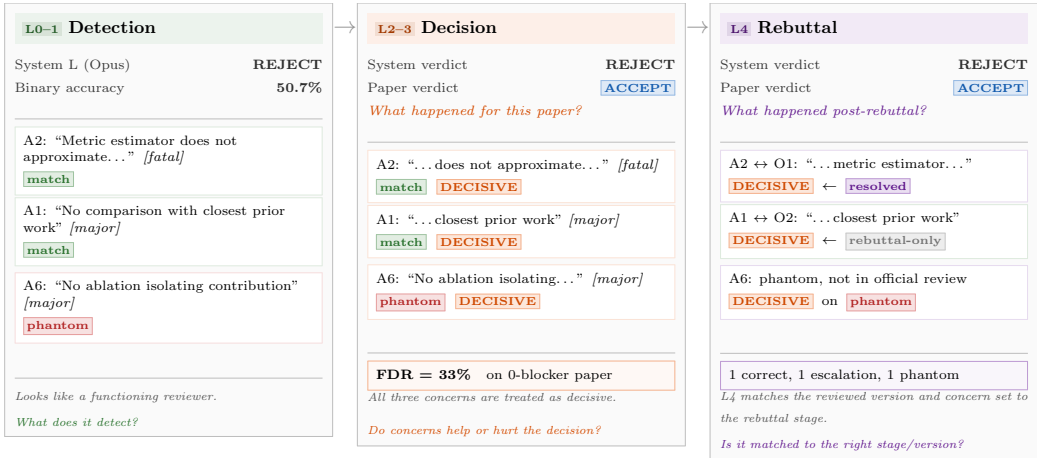 L0–1 Detection
System L (Opus) REJECT
Binary accuracy 50.7%
A2: “Metric estimator does not
approximate...” [fatal]
match
A1: “No comparison with closest prior
work” [major]
match
A6: “No ablation isolating contribution”
[major]
phantom
Looks like a functioning reviewer.
What does it detect?
→
L2–3 Decision
System verdict REJECT
Paper verdict ACCEPT
What happened for this paper?
A2: “...does not approximate...” [fatal]
match DECISIVE
A1: “...closest prior work” [major]
match DECISIVE
A6: “No ablation isolating...” [major]
phantom DECISIVE
FDR = 33% on 0-blocker paper
All three concerns are treated as decisive.
Do concerns help or hurt the decision?
→
L4 Rebuttal
System verdict REJECT
Paper verdict ACCEPT
What happened post-rebuttal?
A2 ↔ O1: “...metric estimator...”
DECISIVE ← resolved
A1 ↔ O2: “...closest prior work”
DECISIVE ← rebuttal-only
A6: phantom, not in official review
DECISIVE on phantom
1 correct, 1 escalation, 1 phantom
L4 matches the reviewed version and concern set to
the rebuttal stage.
Is it matched to the right stage/version?